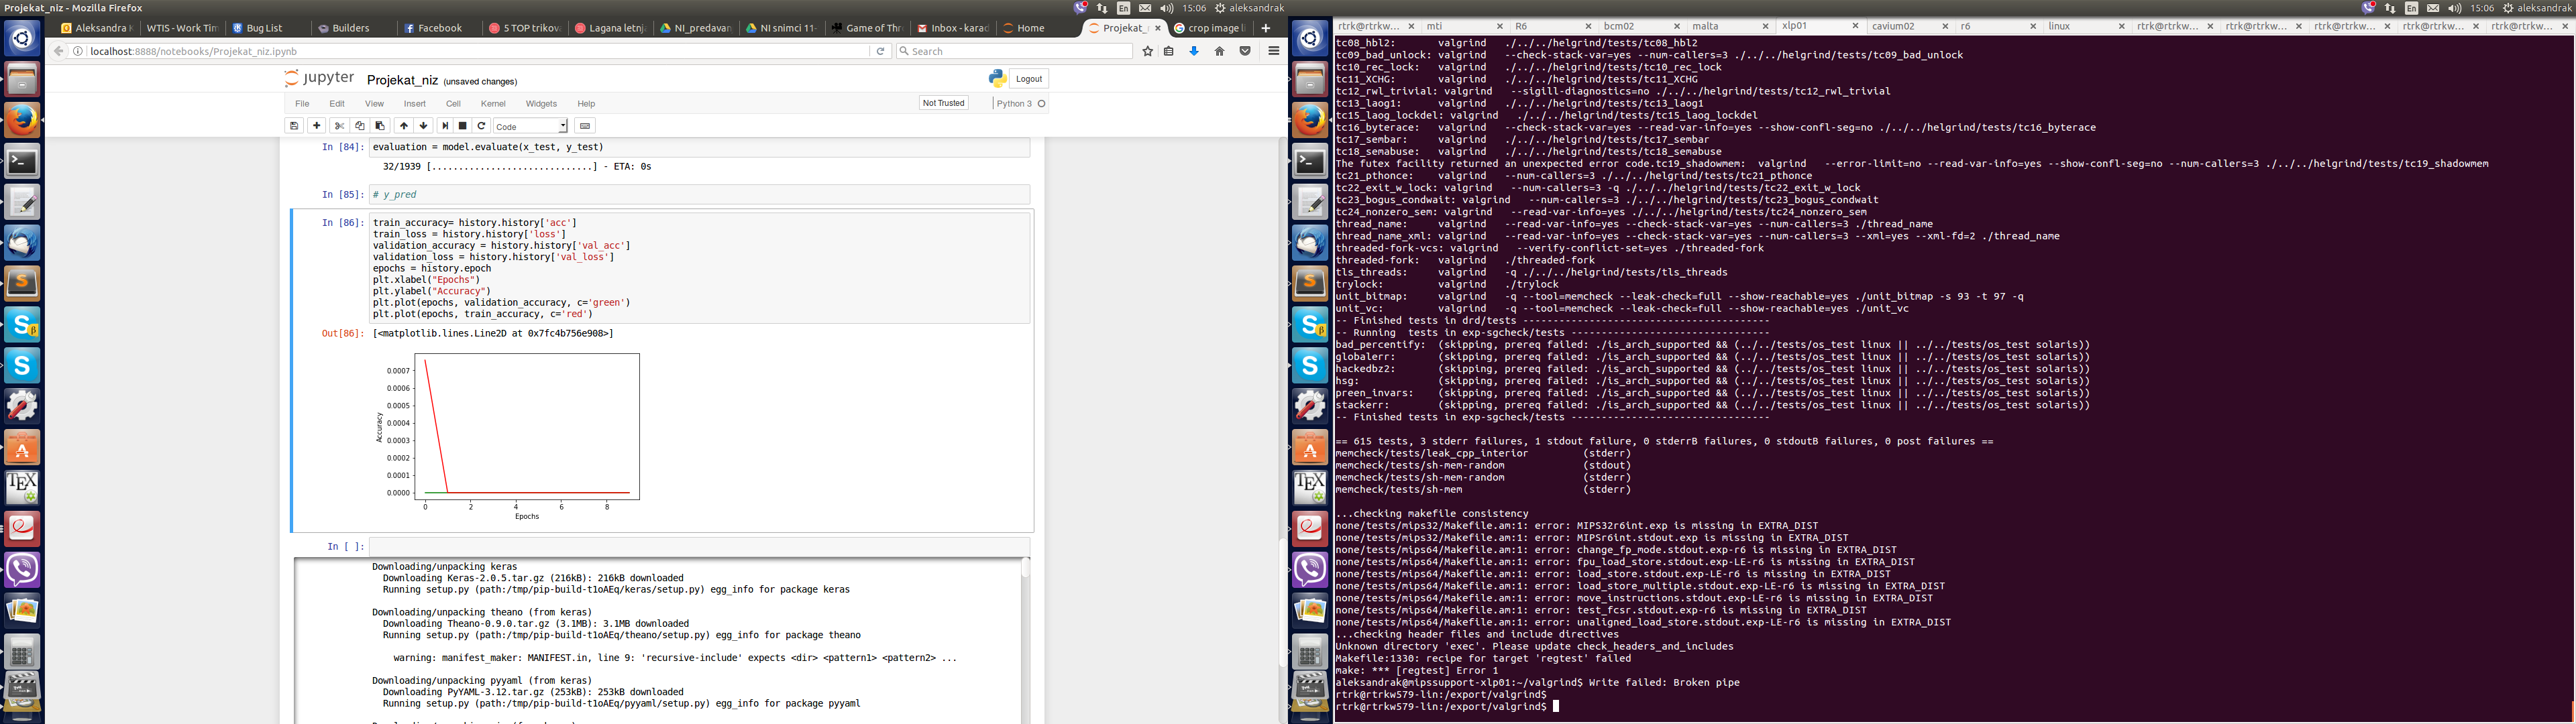 Projekat_niz - Mozilla Firefox
En 15:06 aleksandrak
En 15:06 aleksandrak
Aleksandra K
WTIS - Work Tim
Bug List
Builders
Facebook
5 TOP trikov
Lagana letnj
NI_predavan
NI snimci 11-
Game of Thr
Inbox - karad
Home
Projekat_
crop image l
localhost:8888/notebooks/Projekat_niz.ipynb
Search
jupyter Projekat_niz (unsaved changes)
Logout
File Edit View Insert Cell Kernel Widgets Help
Not Trusted
Python 3
Code
In [84]: evaluation = model.evaluate(x_test, y_test)
32/1939 [..............................] - ETA: 0s
In [85]: # y_pred
In [86]: train_accuracy= history.history['acc']
train_loss = history.history['loss']
validation_accuracy = history.history['val_acc']
validation_loss = history.history['val_loss']
epochs = history.epoch
plt.xlabel("Epochs")
plt.ylabel("Accuracy")
plt.plot(epochs, validation_accuracy, c='green')
plt.plot(epochs, train_accuracy, c='red')
Out[86]: [<matplotlib.lines.Line2D at 0x7fc4b756e908>]
0.0007
0.0006
0.0005
0.0004
0.0003
0.0002
0.0001
0.0000
Accuracy
0 2 4 6 8
Epochs
In [ ]:
Downloading/unpacking keras
Downloading Keras-2.0.5.tar.gz (216kB): 216kB downloaded
Running setup.py (path:/tmp/pip-build-t1oAEq/keras/setup.py) egg_info for package keras
Downloading/unpacking theano (from keras)
Downloading Theano-0.9.0.tar.gz (3.1MB): 3.1MB downloaded
Running setup.py (path:/tmp/pip-build-t1oAEq/theano/setup.py) egg_info for package theano
warning: manifest_maker: MANIFEST.in, line 9: 'recursive-include' expects <dir> <pattern1> <pattern2> ...
Downloading/unpacking pyyaml (from keras)
Downloading PyYAML-3.12.tar.gz (253kB): 253kB downloaded
Running setup.py (path:/tmp/pip-build-t1oAEq/pyyaml/setup.py) egg_info for package pyyaml
rtrk@rtrkw...
mti
R6
bcm02
malta
xlp01
cavium02
r6
linux
rtrk@rtrkw...
rtrk@rtrkw...
rtrk@rtrkw...
rtrk@rtrkw...
rtrk@rtrkw...
tc08_hbl2: valgrind ./../../helgrind/tests/tc08_hbl2
tc09_bad_unlock: valgrind --check-stack-var=yes --num-callers=3 ./../../helgrind/tests/tc09_bad_unlock
tc10_rec_lock: valgrind ./../../helgrind/tests/tc10_rec_lock
tc11_XCHG: valgrind ./../../helgrind/tests/tc11_XCHG
tc12_rwl_trivial: valgrind --sigill-diagnostics=no ./../../helgrind/tests/tc12_rwl_trivial
tc13_laog1: valgrind ./../../helgrind/tests/tc13_laog1
tc15_laog_lockdel: valgrind ./../../helgrind/tests/tc15_laog_lockdel
tc16_byterace: valgrind --check-stack-var=yes --read-var-info=yes --show-confl-seg=no ./../../helgrind/tests/tc16_byterace
tc17_sembar: valgrind ./../../helgrind/tests/tc17_sembar
tc18_semabuse: valgrind ./../../helgrind/tests/tc18_semabuse
The futex facility returned an unexpected error code.tc19_shadowmem: valgrind --error-limit=no --read-var-info=yes --show-confl-seg=no --num-callers=3 ./../../helgrind/tests/tc19_shadowmem
tc21_pthonce: valgrind --num-callers=3 ./../../helgrind/tests/tc21_pthonce
tc22_exit_w_lock: valgrind --num-callers=3 -q ./../../helgrind/tests/tc22_exit_w_lock
tc23_bogus_condwait: valgrind --num-callers=3 ./../../helgrind/tests/tc23_bogus_condwait
tc24_nonzero_sem: valgrind --read-var-info=yes ./../../helgrind/tests/tc24_nonzero_sem
thread_name: valgrind --read-var-info=yes --check-stack-var=yes --num-callers=3 ./thread_name
thread_name_xml: valgrind --read-var-info=yes --check-stack-var=yes --num-callers=3 --xml=yes --xml-fd=2 ./thread_name
threaded-fork-vcs: valgrind --verify-conflict-set=yes ./threaded-fork
threaded-fork: valgrind ./threaded-fork
tls_threads: valgrind -q ./../../helgrind/tests/tls_threads
trylock: valgrind ./trylock
unit_bitmap: valgrind -q --tool=memcheck --leak-check=full --show-reachable=yes ./unit_bitmap -s 93 -t 97 -q
unit_vc: valgrind -q --tool=memcheck --leak-check=full --show-reachable=yes ./unit_vc
-- Finished tests in drd/tests -----------------------------------------
-- Running tests in exp-sgcheck/tests ---------------------------------
bad_percentify: (skipping, prereq failed: ./is_arch_supported && (../../tests/os_test linux || ../../tests/os_test solaris))
globalerr: (skipping, prereq failed: ./is_arch_supported && (../../tests/os_test linux || ../../tests/os_test solaris))
hackedbz2: (skipping, prereq failed: ./is_arch_supported && (../../tests/os_test linux || ../../tests/os_test solaris))
hsg: (skipping, prereq failed: ./is_arch_supported && (../../tests/os_test linux || ../../tests/os_test solaris))
preen_invars: (skipping, prereq failed: ./is_arch_supported && (../../tests/os_test linux || ../../tests/os_test solaris))
stackerr: (skipping, prereq failed: ./is_arch_supported && (../../tests/os_test linux || ../../tests/os_test solaris))
-- Finished tests in exp-sgcheck/tests ---------------------------------
== 615 tests, 3 stderr failures, 1 stdout failure, 0 stderrB failures, 0 stdoutB failures, 0 post failures ==
memcheck/tests/leak_cpp_interior (stderr)
memcheck/tests/sh-mem-random (stdout)
memcheck/tests/sh-mem-random (stderr)
memcheck/tests/sh-mem (stderr)
...checking makefile consistency
none/tests/mips32/Makefile.am:1: error: MIPS32r6int.exp is missing in EXTRA_DIST
none/tests/mips32/Makefile.am:1: error: MIPSr6int.stdout.exp is missing in EXTRA_DIST
none/tests/mips64/Makefile.am:1: error: change_fp_mode.stdout.exp-r6 is missing in EXTRA_DIST
none/tests/mips64/Makefile.am:1: error: fpu_load_store.stdout.exp-LE-r6 is missing in EXTRA_DIST
none/tests/mips64/Makefile.am:1: error: load_store.stdout.exp-LE-r6 is missing in EXTRA_DIST
none/tests/mips64/Makefile.am:1: error: load_store_multiple.stdout.exp-LE-r6 is missing in EXTRA_DIST
none/tests/mips64/Makefile.am:1: error: move_instructions.stdout.exp-LE-r6 is missing in EXTRA_DIST
none/tests/mips64/Makefile.am:1: error: test_fcsr.stdout.exp-r6 is missing in EXTRA_DIST
none/tests/mips64/Makefile.am:1: error: unaligned_load_store.stdout.exp-LE-r6 is missing in EXTRA_DIST
...checking header files and include directives
Unknown directory 'exec'. Please update check_headers_and_includes
Makefile:1330: recipe for target 'regtest' failed
make: *** [regtest] Error 1
aleksandrak@mipssupport-xlp01:~/valgrind$ Write failed: Broken pipe
rtrk@rtrkw579-lin:/export/valgrind$
rtrk@rtrkw579-lin:/export/valgrind$